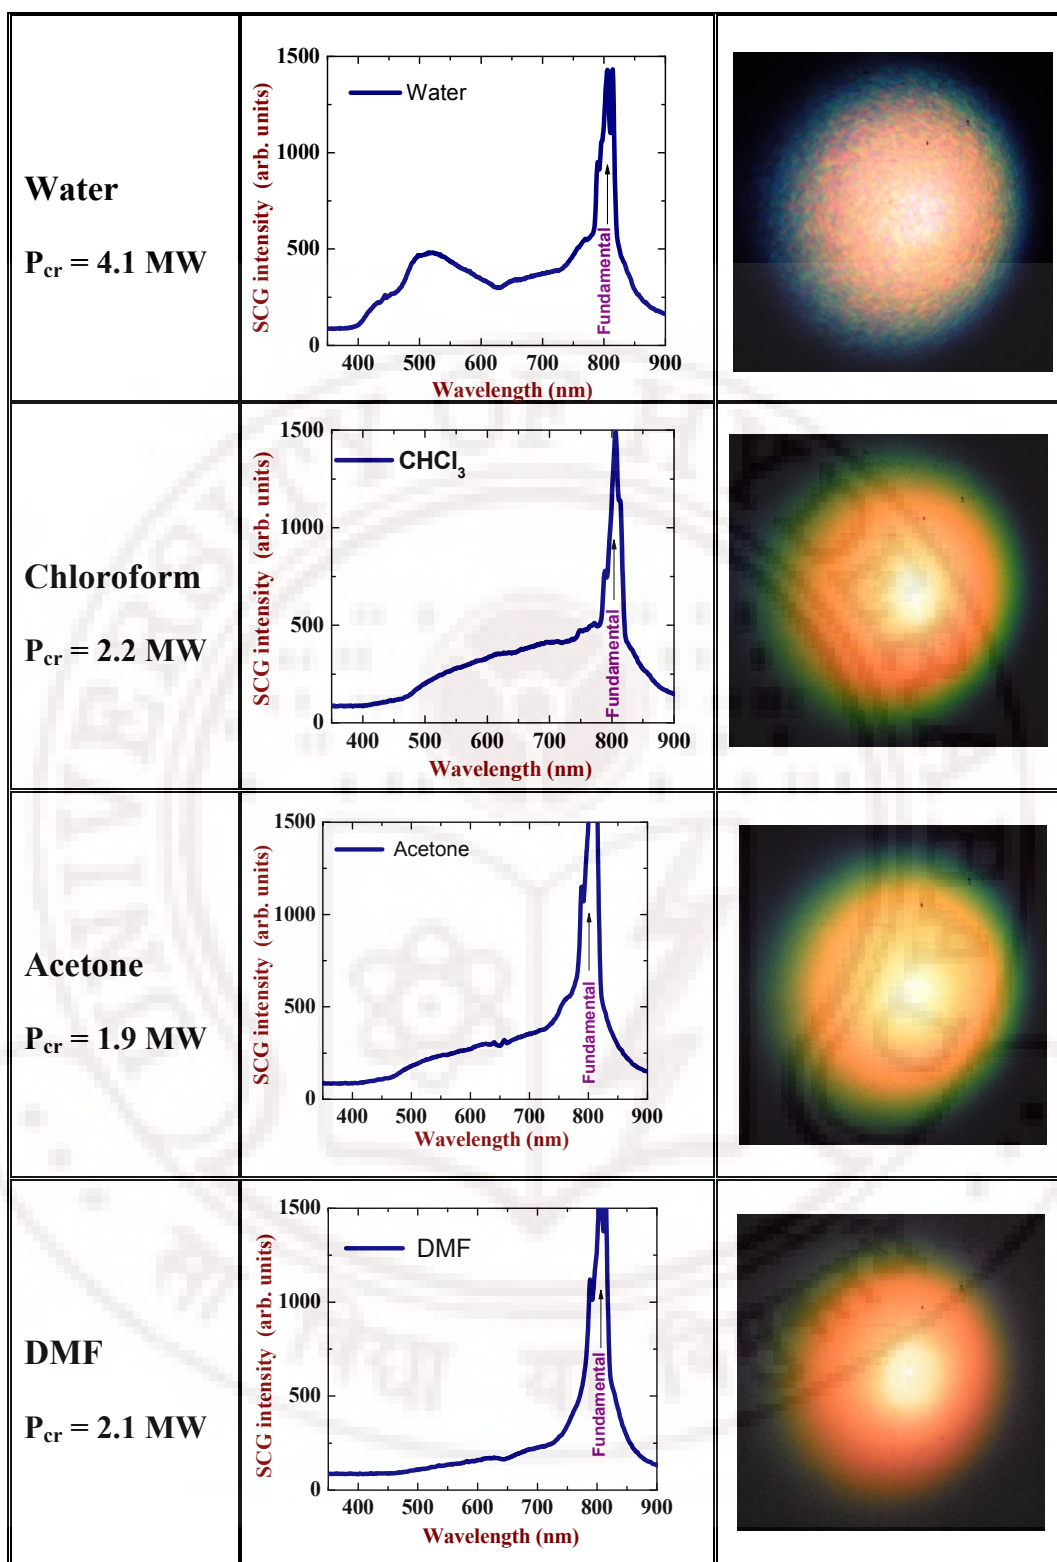 Water
P_cr = 4.1 MW
SCG intensity (arb. units)
1500
1000
500
0
Water
Fundamental
400 500 600 700 800 900
Wavelength (nm)
Chloroform
P_cr = 2.2 MW
SCG intensity (arb. units)
1500
1000
500
0
CHCl₃
Fundamental
400 500 600 700 800 900
Wavelength (nm)
Acetone
P_cr = 1.9 MW
SCG intensity (arb. units)
1500
1000
500
0
Acetone
Fundamental
400 500 600 700 800 900
Wavelength (nm)
DMF
P_cr = 2.1 MW
SCG intensity (arb. units)
1500
1000
500
0
DMF
Fundamental
400 500 600 700 800 900
Wavelength (nm)